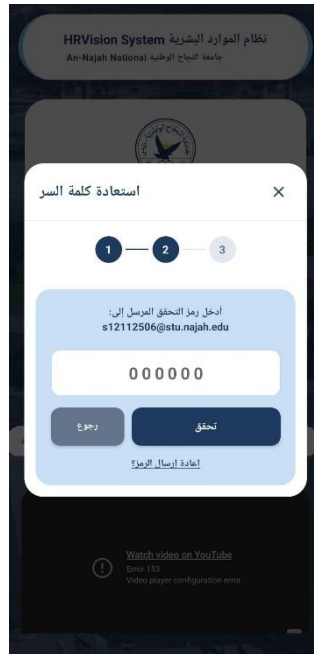 نظام الموارد البشرية HRVision System
جامعة النجاح الوطنية An-Najah National
استعادة كلمة السر
1
2
3
أدخل رمز التحقق المرسل إلى:
s12112506@stu.najah.edu
000000
تحقق
رجوع
إعادة إرسال الرمز؟
Watch video on YouTube
Error 153
Video player configuration error